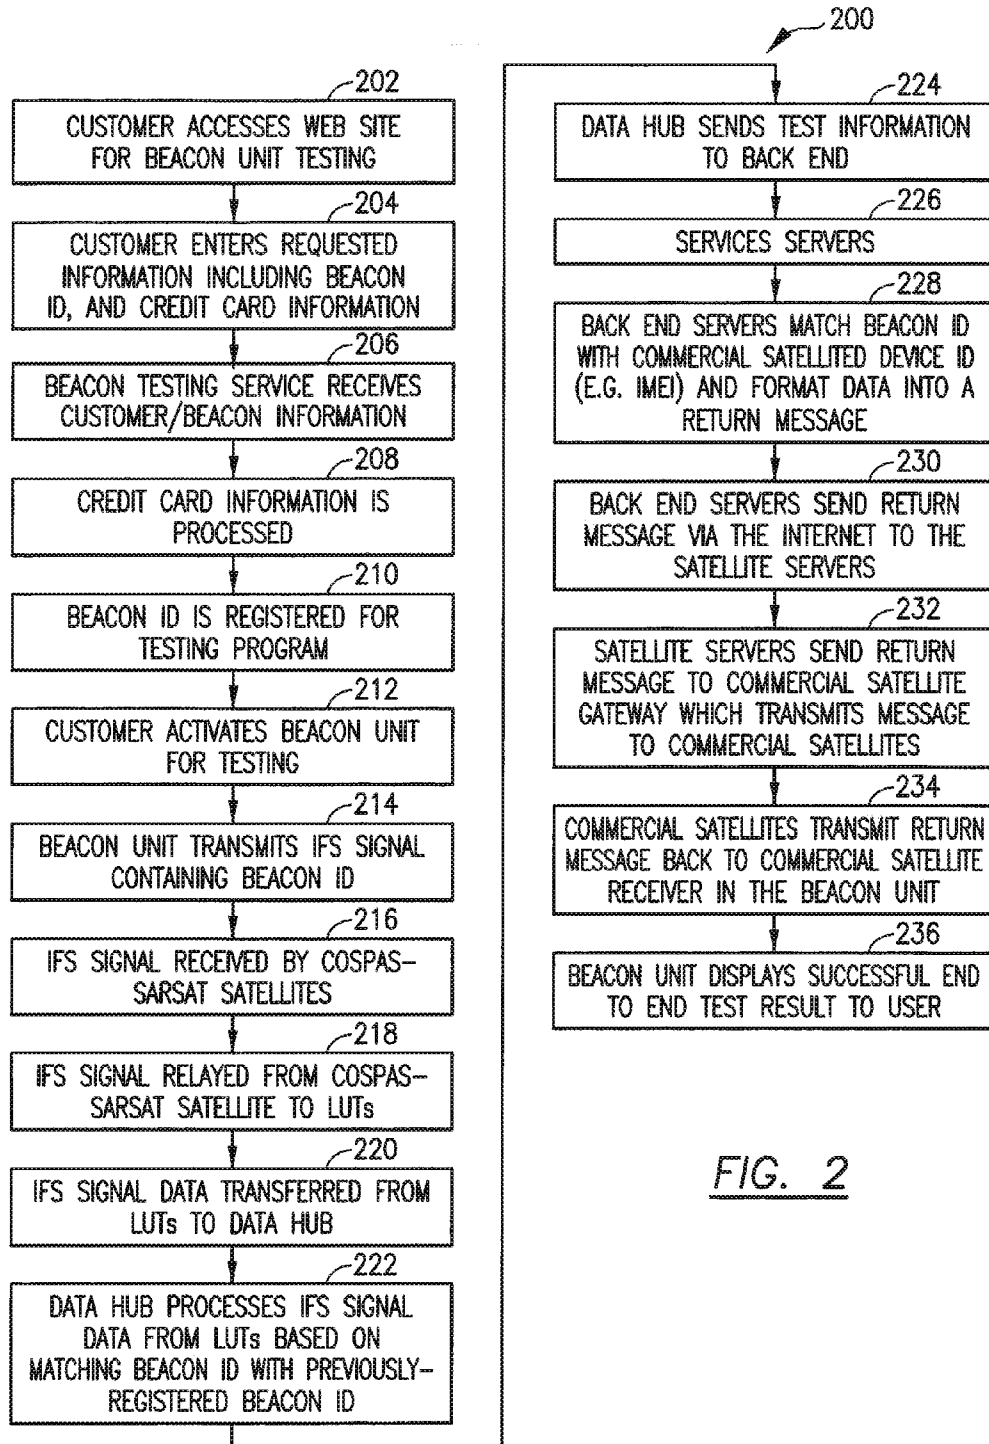 200
202
CUSTOMER ACCESSES WEB SITE
FOR BEACON UNIT TESTING
204
CUSTOMER ENTERS REQUESTED
INFORMATION INCLUDING BEACON
ID, AND CREDIT CARD INFORMATION
206
BEACON TESTING SERVICE RECEIVES
CUSTOMER/BEACON INFORMATION
208
CREDIT CARD INFORMATION IS
PROCESSED
210
BEACON ID IS REGISTERED FOR
TESTING PROGRAM
212
CUSTOMER ACTIVATES BEACON UNIT
FOR TESTING
214
BEACON UNIT TRANSMITS IFS SIGNAL
CONTAINING BEACON ID
216
IFS SIGNAL RECEIVED BY COSPAS-
SARSAT SATELLITES
218
IFS SIGNAL RELAYED FROM COSPAS-
SARSAT SATELLITE TO LUTs
220
IFS SIGNAL DATA TRANSFERRED FROM
LUTs TO DATA HUB
222
DATA HUB PROCESSES IFS SIGNAL
DATA FROM LUTs BASED ON
MATCHING BEACON ID WITH PREVIOUSLY-
REGISTERED BEACON ID
224
DATA HUB SENDS TEST INFORMATION
TO BACK END
226
SERVICES SERVERS
228
BACK END SERVERS MATCH BEACON ID
WITH COMMERCIAL SATELLITED DEVICE ID
(E.G. IMEI) AND FORMAT DATA INTO A
RETURN MESSAGE
230
BACK END SERVERS SEND RETURN
MESSAGE VIA THE INTERNET TO THE
SATELLITE SERVERS
232
SATELLITE SERVERS SEND RETURN
MESSAGE TO COMMERCIAL SATELLITE
GATEWAY WHICH TRANSMITS MESSAGE
TO COMMERCIAL SATELLITES
234
COMMERCIAL SATELLITES TRANSMIT RETURN
MESSAGE BACK TO COMMERCIAL SATELLITE
RECEIVER IN THE BEACON UNIT
236
BEACON UNIT DISPLAYS SUCCESSFUL END
TO END TEST RESULT TO USER
FIG. 2